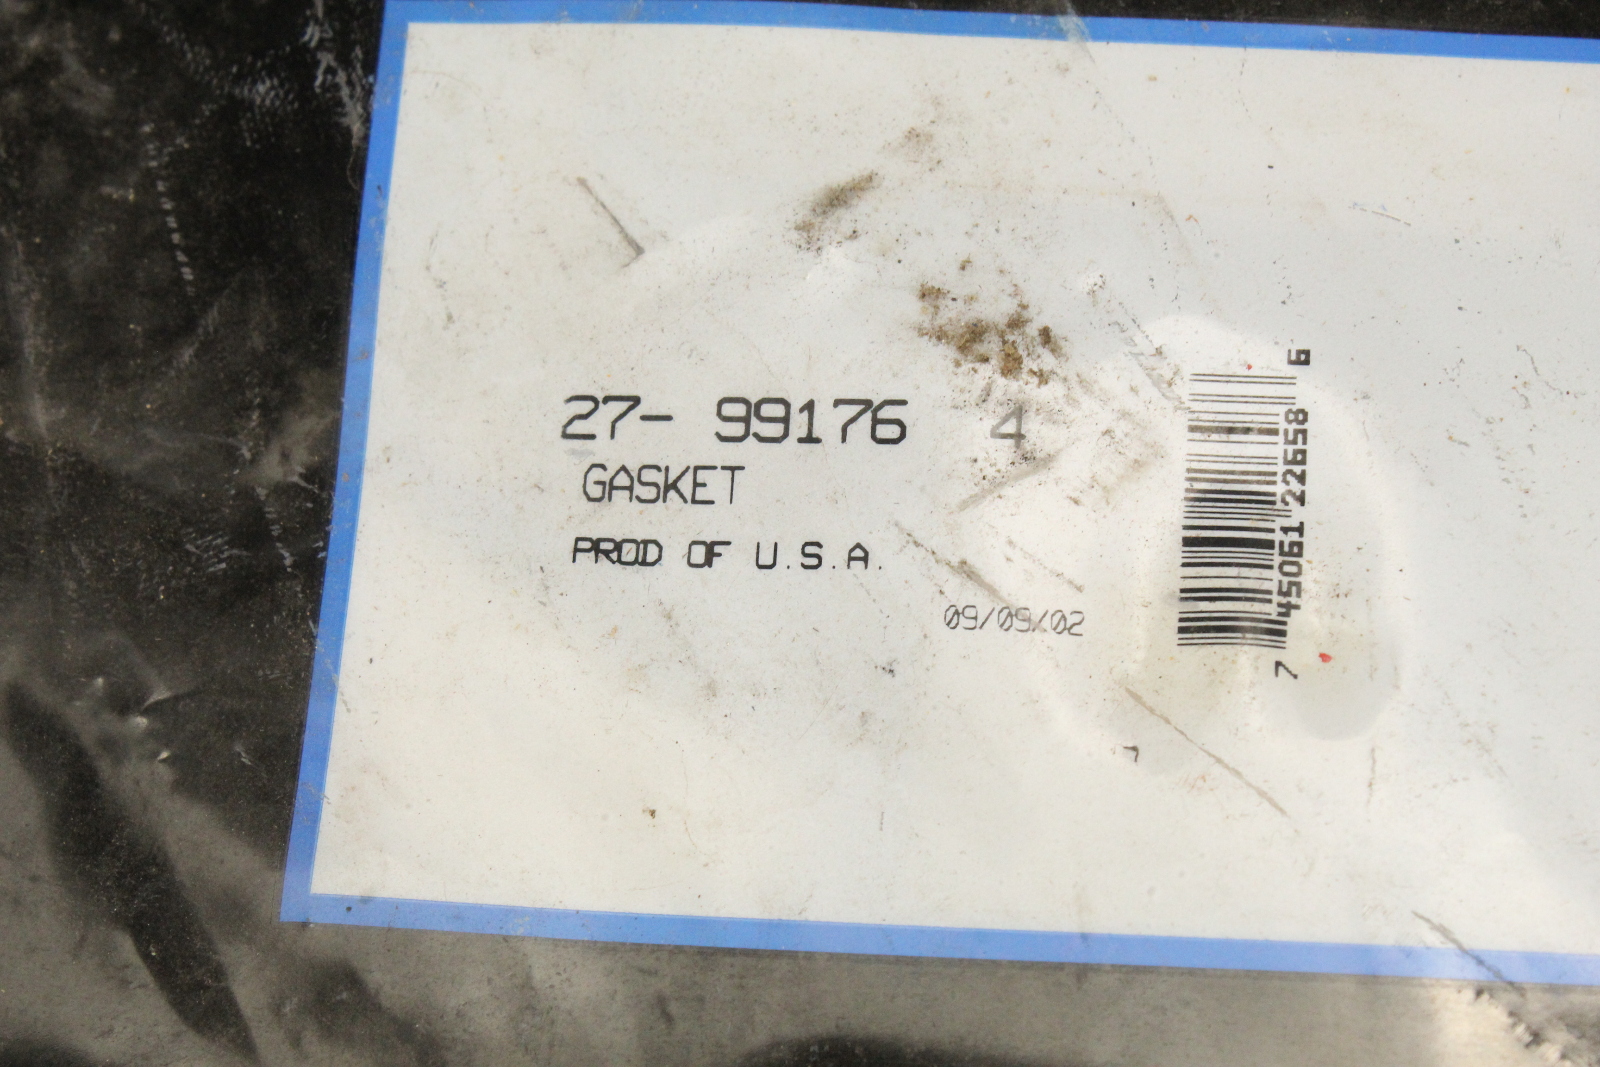 27- 99176 4
GASKET
PROD OF U.S.A.
09/09/02
7 45061 22658 6